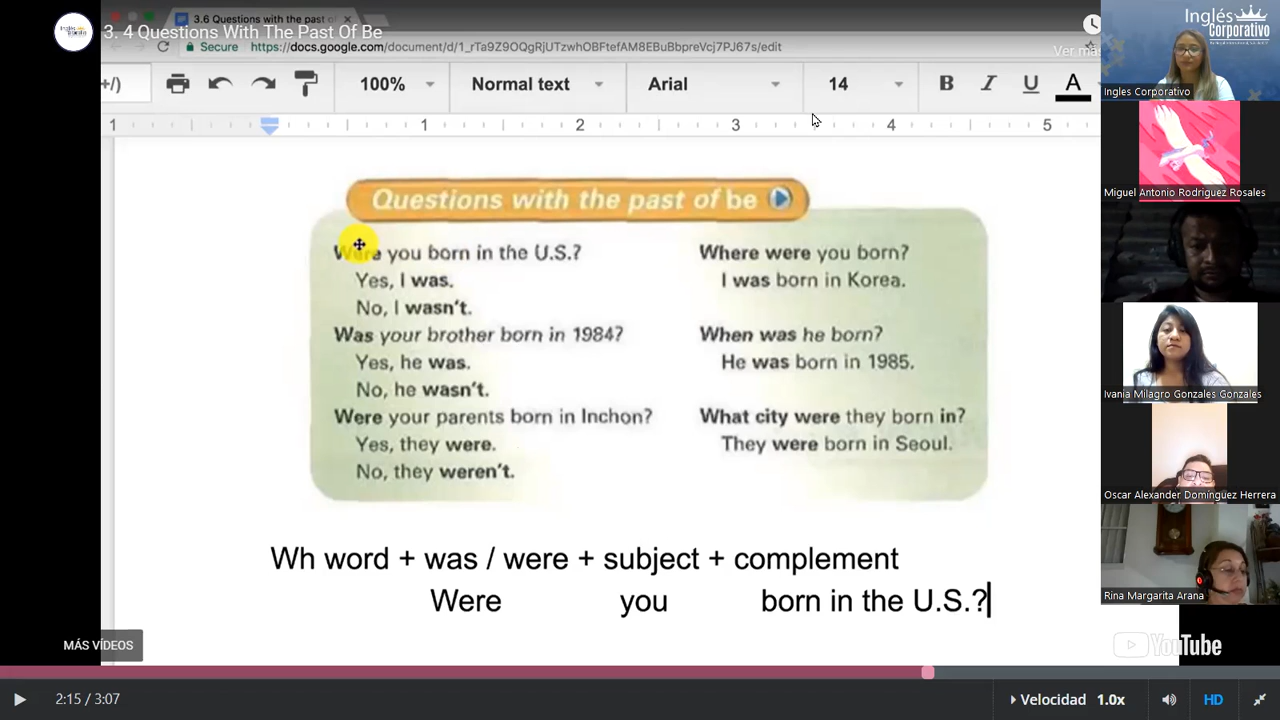 3.6 Questions with the past of
3. 4 Questions With The Past Of Be
Secure https://docs.google.com/document/d/1_rTa9Z9OQgRjUTzwhOBFtefAM8EBuBbpreVcj7PJ67s/edit
Inglés Corporativo
Ingles Corporativo
+/) 100% Normal text Arial 14 B I U A
1 1 2 3 4 5
Questions with the past of be
Were you born in the U.S.?
Yes, I was.
No, I wasn't.
Was your brother born in 1984?
Yes, he was.
No, he wasn't.
Were your parents born in Inchon?
Yes, they were.
No, they weren't.
Where were you born?
I was born in Korea.
When was he born?
He was born in 1985.
What city were they born in?
They were born in Seoul.
Wh word + was / were + subject + complement
Were you born in the U.S.?
Miguel Antonio Rodriguez Rosales
Ivania Milagro Gonzales Gonzales
Oscar Alexander Domínguez Herrera
Rina Margarita Arana
MÁS VÍDEOS
YouTube
2:15 / 3:07
Velocidad 1.0x
HD